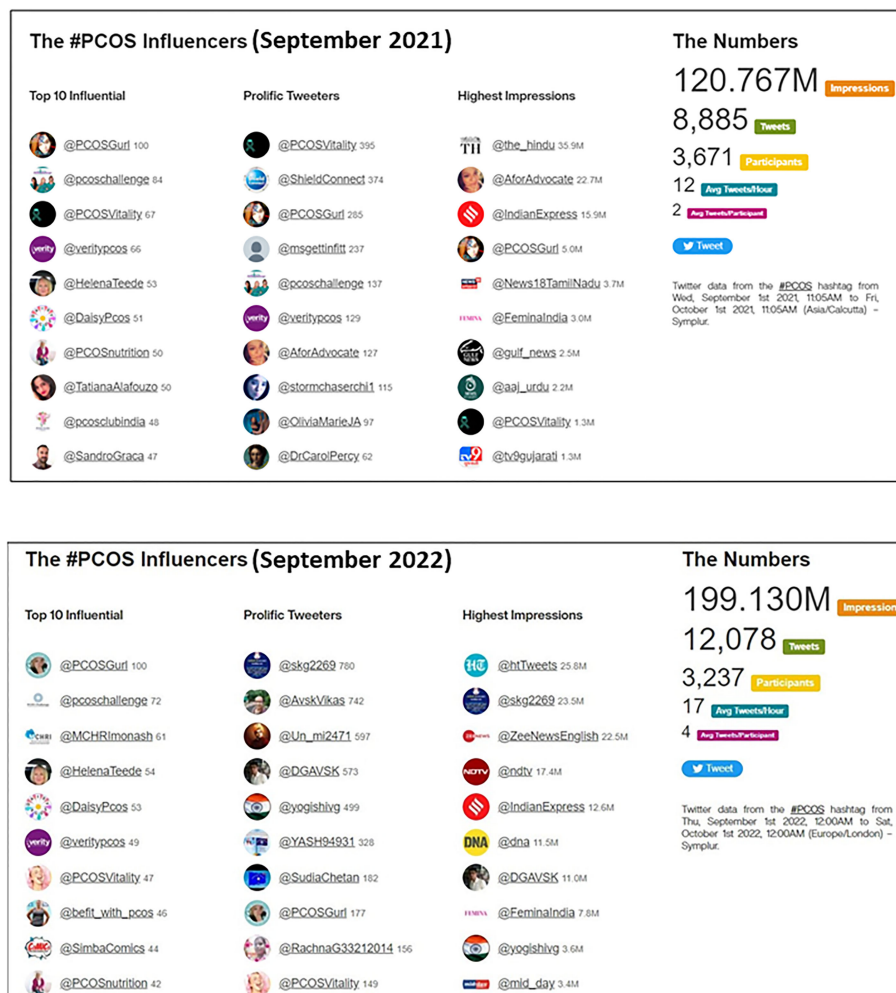 The #PCOS Influencers (September 2021)
The Numbers
Top 10 Influential
@PCOSGurl 100
@pcoschallenge 84
@PCOSVitality 67
@veritypcos 66
@HelenaTeede 53
@DaisyPcos 51
@PCOSnutrition 50
@TatianaAlafouzo 50
@pcosclubindia 48
@SandroGraca 47
Prolific Tweeters
@PCOSVitality 395
@ShieldConnect 374
@PCOSGurl 285
@msgettinfitt 237
@pcoschallenge 137
@veritypcos 129
@AforAdvocate 127
@stormchaserchi1 115
@OliviaMarieJA 97
@DrCarolPercy 62
Highest Impressions
@the_hindu 35.9M
@AforAdvocate 22.7M
@IndianExpress 15.9M
@PCOSGurl 5.0M
@News18TamilNadu 3.7M
@FeminaIndia 3.0M
@gulf_news 2.5M
@aaj_urdu 2.2M
@PCOSVitality 1.3M
@tv9gujarati 1.3M
120.767M Impressions
8,885 Tweets
3,671 Participants
12 Avg Tweets/Hour
2 Avg Tweets/Participant
Tweet
Twitter data from the #PCOS hashtag from
Wed, September 1st 2021, 11:05AM to Fri,
October 1st 2021, 11:05AM (Asia/Calcutta) –
Symplur.
The #PCOS Influencers (September 2022)
The Numbers
Top 10 Influential
@PCOSGurl 100
@pcoschallenge 72
@MCHRImonash 61
@HelenaTeede 54
@DaisyPcos 53
@veritypcos 49
@PCOSVitality 47
@befit_with_pcos 46
@SimbaComics 44
@PCOSnutrition 42
Prolific Tweeters
@skg2269 780
@AvskVikas 742
@Un_mi2471 597
@DGAVSK 573
@yogishivg 499
@YASH94931 328
@SudiaChetan 182
@PCOSGurl 177
@RachnaG33212014 156
@PCOSVitality 149
Highest Impressions
@htTweets 25.8M
@skg2269 23.5M
@ZeeNewsEnglish 22.5M
@ndtv 17.4M
@IndianExpress 12.6M
@dna 11.5M
@DGAVSK 11.0M
@FeminaIndia 7.8M
@yogishivg 3.6M
@mid_day 3.4M
199.130M Impression
12,078 Tweets
3,237 Participants
17 Avg Tweets/Hour
4 Avg Tweets/Participant
Tweet
Twitter data from the #PCOS hashtag from
Thu, September 1st 2022, 12:00AM to Sat,
October 1st 2022, 12:00AM (Europe/London) –
Symplur.